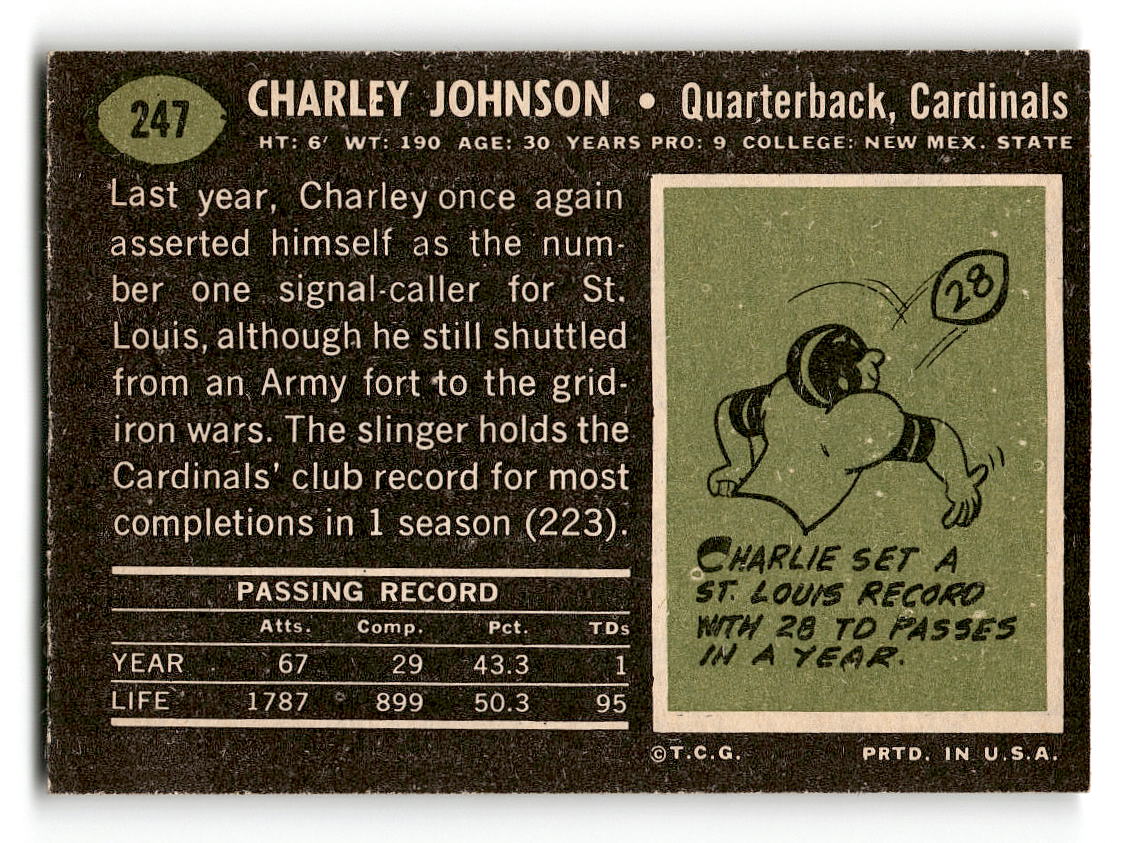 247
CHARLEY JOHNSON • Quarterback, Cardinals
HT: 6' WT: 190 AGE: 30 YEARS PRO: 9 COLLEGE: NEW MEX. STATE
Last year, Charley once again
asserted himself as the num-
ber one signal-caller for St.
Louis, although he still shuttled
from an Army fort to the grid-
iron wars. The slinger holds the
Cardinals' club record for most
completions in 1 season (223).
PASSING RECORD
Atts. Comp. Pct. TDs
YEAR 67 29 43.3 1
LIFE 1787 899 50.3 95
28
CHARLIE SET A
ST. LOUIS RECORD
WITH 28 TD PASSES
IN A YEAR.
©T.C.G. PRTD. IN U.S.A.